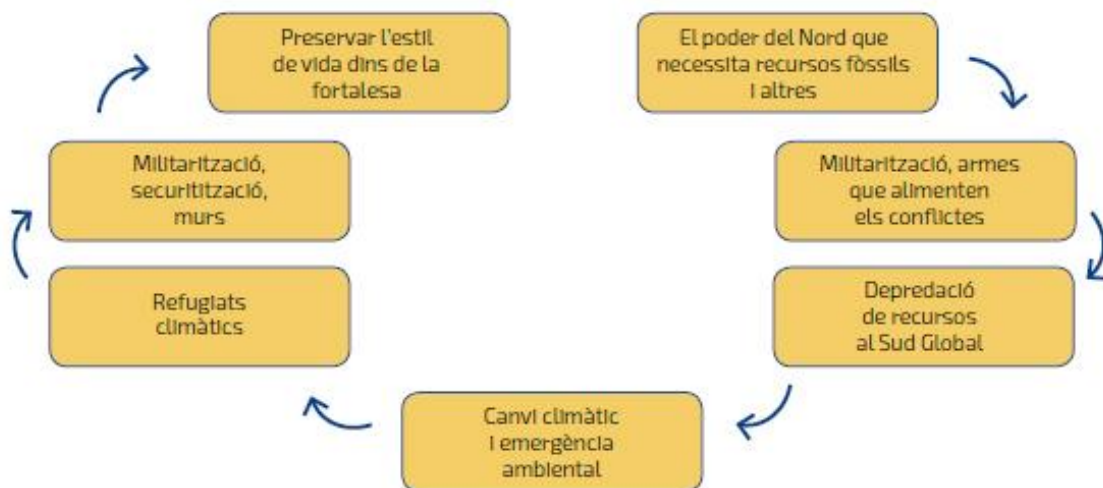 Preservar l'estil
de vida dins de la
fortalesa
El poder del Nord que
necessita recursos fòssils
i altres
Militarització, armes
que alimenten
els conflictes
Depredació
de recursos
al Sud Global
Canvi climàtic
i emergència
ambiental
Refugiats
climàtics
Militarització,
securitització,
murs